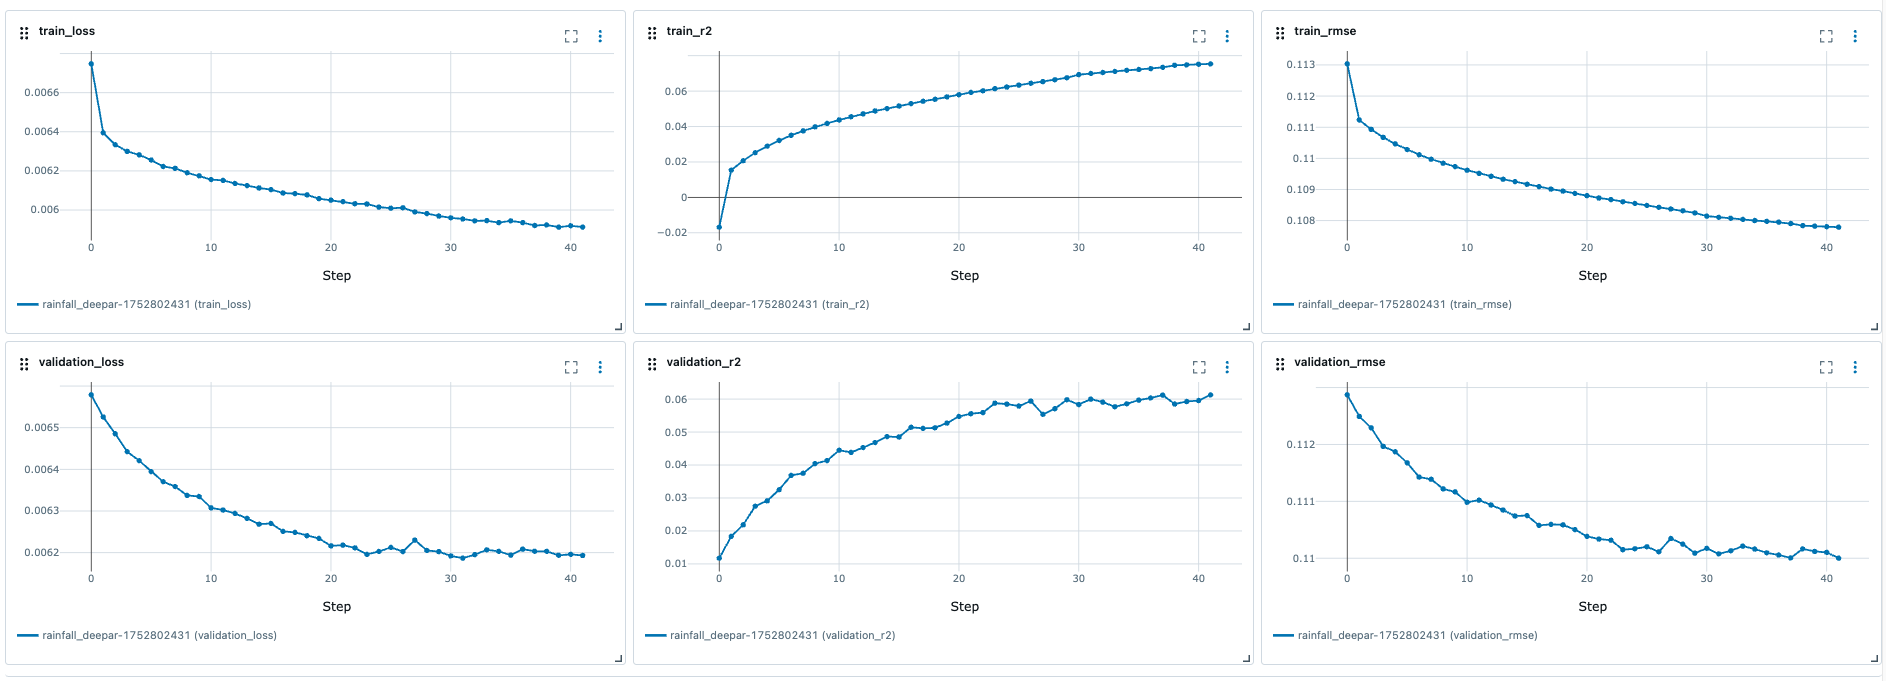 train_loss
0.0066
0.0064
0.0062
0.006
0 10 20 30 40
Step
rainfall_deepar-1752802431 (train_loss)
train_r2
0.06
0.04
0.02
0
−0.02
0 10 20 30 40
Step
rainfall_deepar-1752802431 (train_r2)
train_rmse
0.113
0.112
0.111
0.11
0.109
0.108
0 10 20 30 40
Step
rainfall_deepar-1752802431 (train_rmse)
validation_loss
0.0065
0.0064
0.0063
0.0062
0 10 20 30 40
Step
rainfall_deepar-1752802431 (validation_loss)
validation_r2
0.06
0.05
0.04
0.03
0.02
0.01
0 10 20 30 40
Step
rainfall_deepar-1752802431 (validation_r2)
validation_rmse
0.112
0.111
0.11
0 10 20 30 40
Step
rainfall_deepar-1752802431 (validation_rmse)